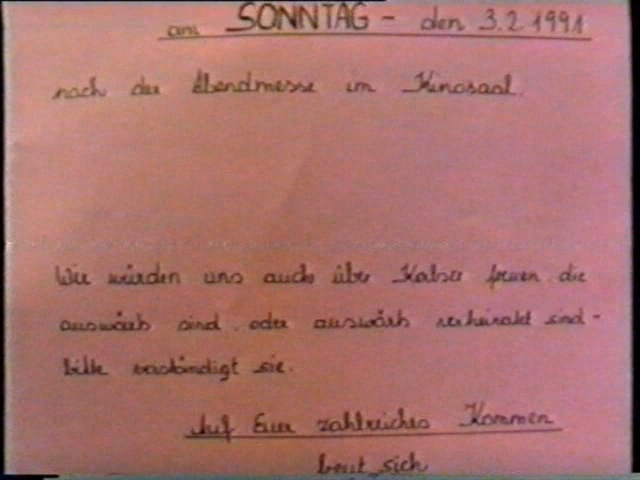 am SONNTAG - den 3.2.1991
nach der Abendmesse im Kinosaal.
Wir würden uns auch über Kalser freuen, die
auswärts sind, oder auswärts verheiratet sind -
bitte verständigt sie.
Auf Euer zahlreiches Kommen
freut sich